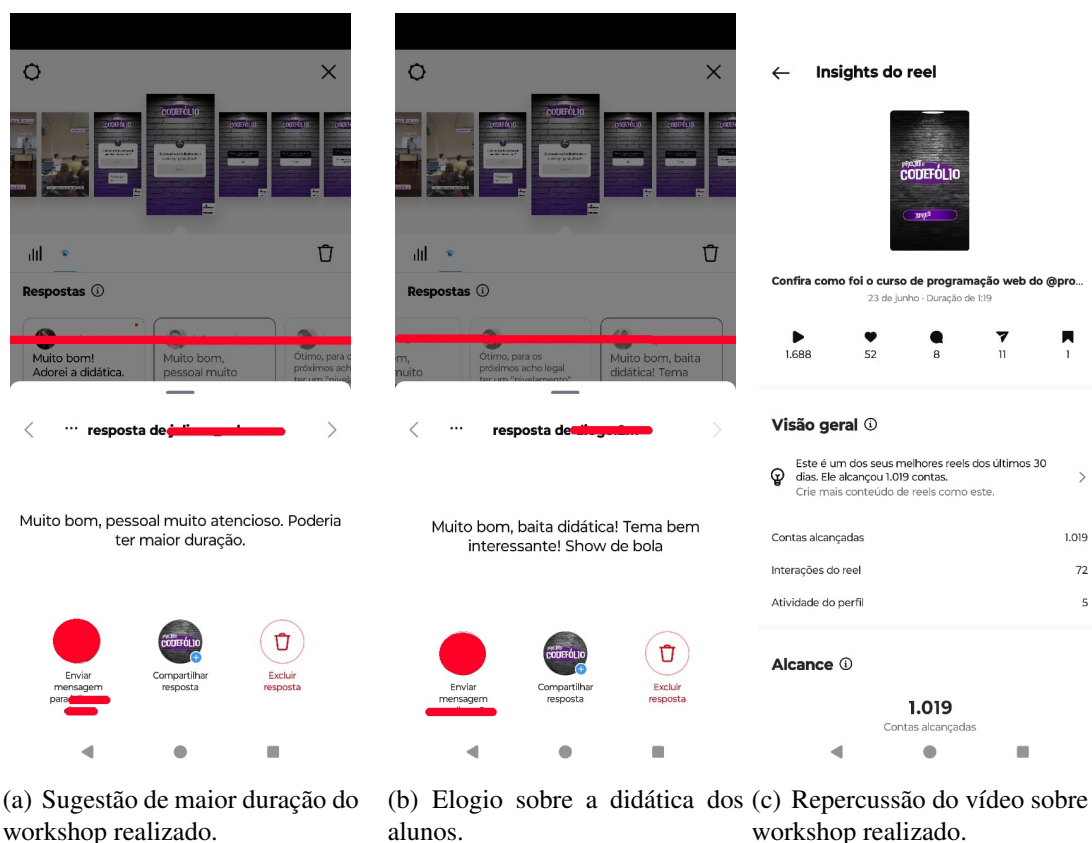 CODEFÓLIO
Respostas
Muito bom!
Adorei a didática.
Muito bom,
pessoal muito
Ótimo, para o
próximos acho legal
ter um "nivelamento"
resposta de
Muito bom, pessoal muito atencioso. Poderia
ter maior duração.
Enviar
mensagem
para
Compartilhar
resposta
Excluir
resposta
(a) Sugestão de maior duração do
workshop realizado.
CODEFÓLIO
Respostas
om,
muito
Ótimo, para os
próximos acho legal
ter um "nivelamento"
Muito bom, baita
didática! Tema
resposta de
Muito bom, baita didática! Tema bem
interessante! Show de bola
Enviar
mensagem
Compartilhar
resposta
Excluir
resposta
(b) Elogio sobre a didática dos
alunos.
Insights do reel
PROJETO
CODEFÓLIO
Confira como foi o curso de programação web do @pro...
23 de junho · Duração de 1:19
1.688 52 8 11 1
Visão geral
Este é um dos seus melhores reels dos últimos 30
dias. Ele alcançou 1.019 contas.
Crie mais conteúdo de reels como este.
Contas alcançadas 1.019
Interações do reel 72
Atividade do perfil 5
Alcance
1.019
Contas alcançadas
(c) Repercussão do vídeo sobre
workshop realizado.